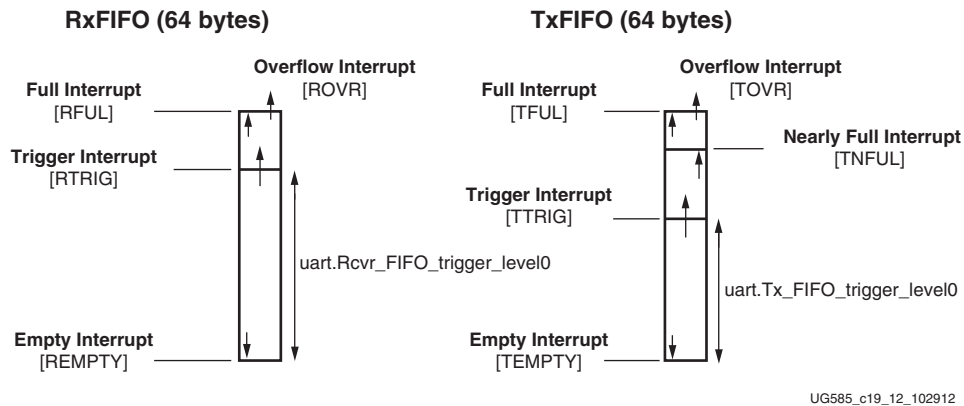 RxFIFO (64 bytes)
Overflow Interrupt
[ROVR]
Full Interrupt
[RFUL]
Trigger Interrupt
[RTRIG]
uart.Rcvr_FIFO_trigger_level0
Empty Interrupt
[REMPTY]
TxFIFO (64 bytes)
Overflow Interrupt
[TOVR]
Full Interrupt
[TFUL]
Nearly Full Interrupt
[TNFUL]
Trigger Interrupt
[TTRIG]
uart.Tx_FIFO_trigger_level0
Empty Interrupt
[TEMPTY]
UG585_c19_12_102912